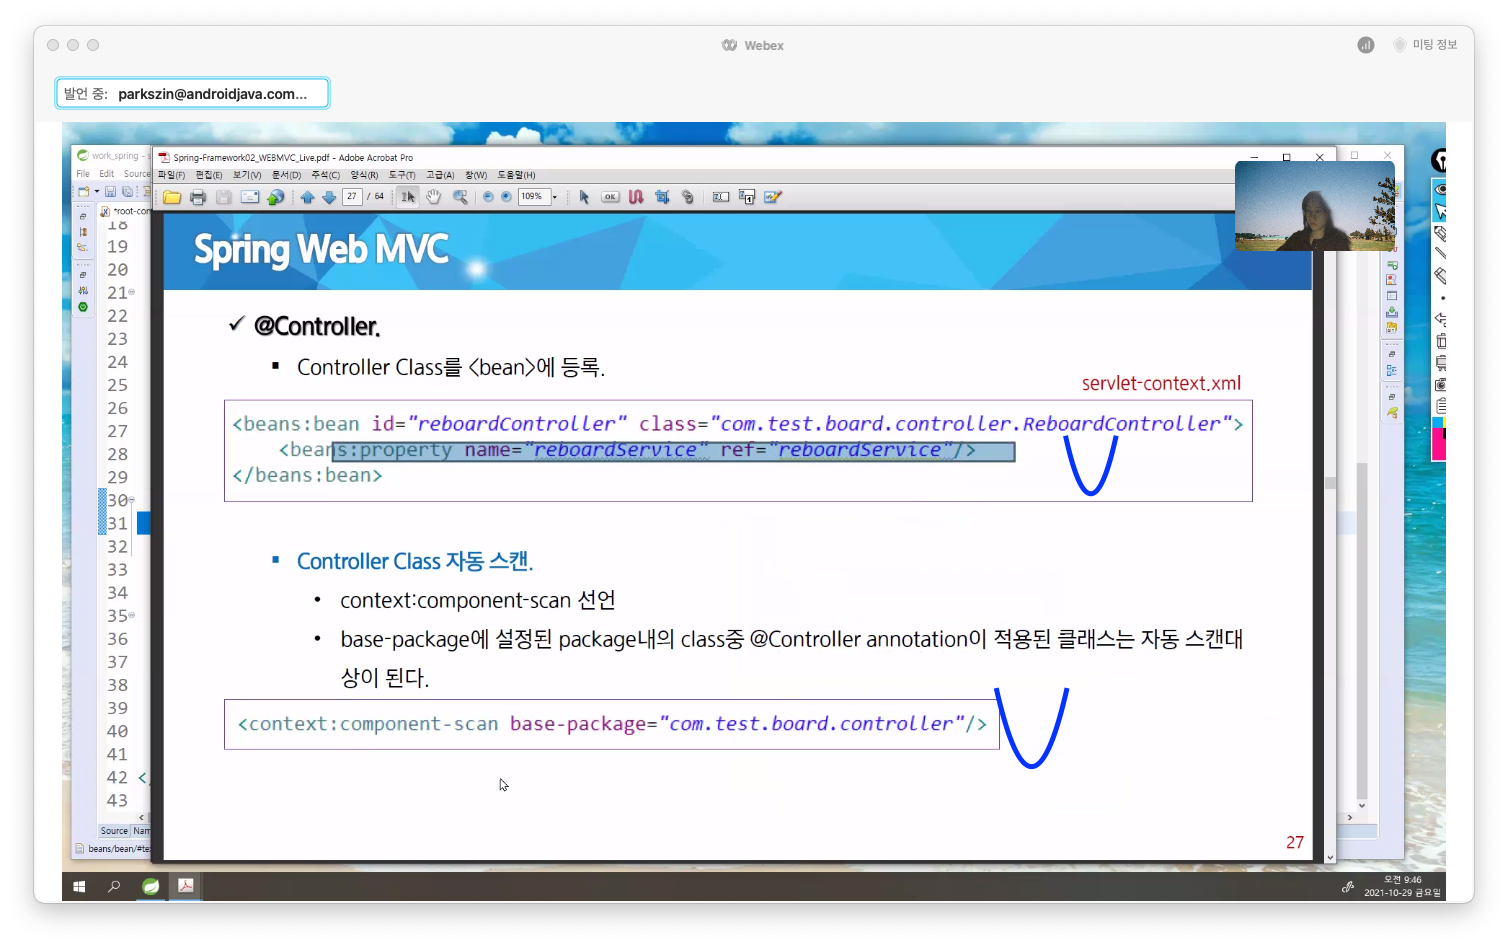 Webex
미팅 정보
발언 중: parkszin@androidjava.com...
work_spring - s
File Edit Source
*root-con
Spring-Framework02_WEBMVC_Live.pdf - Adobe Acrobat Pro
파일(F) 편집(E) 보기(V) 문서(D) 주석(C) 양식(R) 도구(T) 고급(A) 창(W) 도움말(H)
27 / 64 OK 109%
Spring Web MVC
✓ @Controller.
▪ Controller Class를 <bean>에 등록.
servlet-context.xml
<beans:bean id="reboardController" class="com.test.board.controller.ReboardController">
<beans:property name="reboardService" ref="reboardService"/>
</beans:bean>
▪ Controller Class 자동 스캔.
• context:component-scan 선언
• base-package에 설정된 package내의 class중 @Controller annotation이 적용된 클래스는 자동 스캔대
상이 된다.
<context:component-scan base-package="com.test.board.controller"/>
27
18
19
20
21
22
23
24
25
26
27
28
29
30
31
32
33
34
35
36
37
38
39
40
41
42 </
43
Source
beans/bean/#te
오전 9:46
2021-10-29 금요일